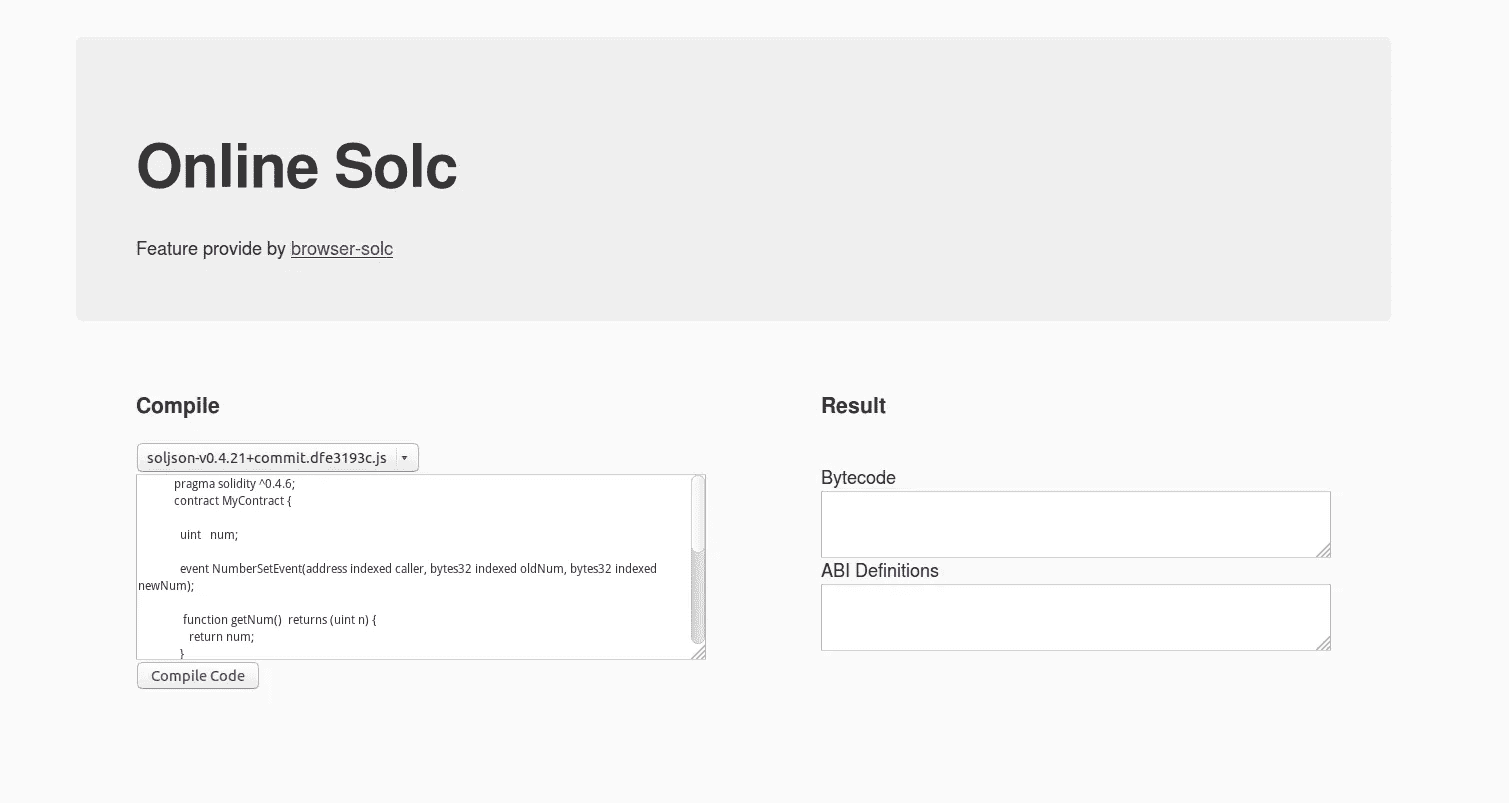 Online Solc
Feature provide by browser-solc
Compile
soljson-v0.4.21+commit.dfe3193c.js
pragma solidity ^0.4.6;
contract MyContract {
uint   num;
event NumberSetEvent(address indexed caller, bytes32 indexed oldNum, bytes32 indexed
newNum);
function getNum()  returns (uint n) {
return num;
}
Compile Code
Result
Bytecode
ABI Definitions